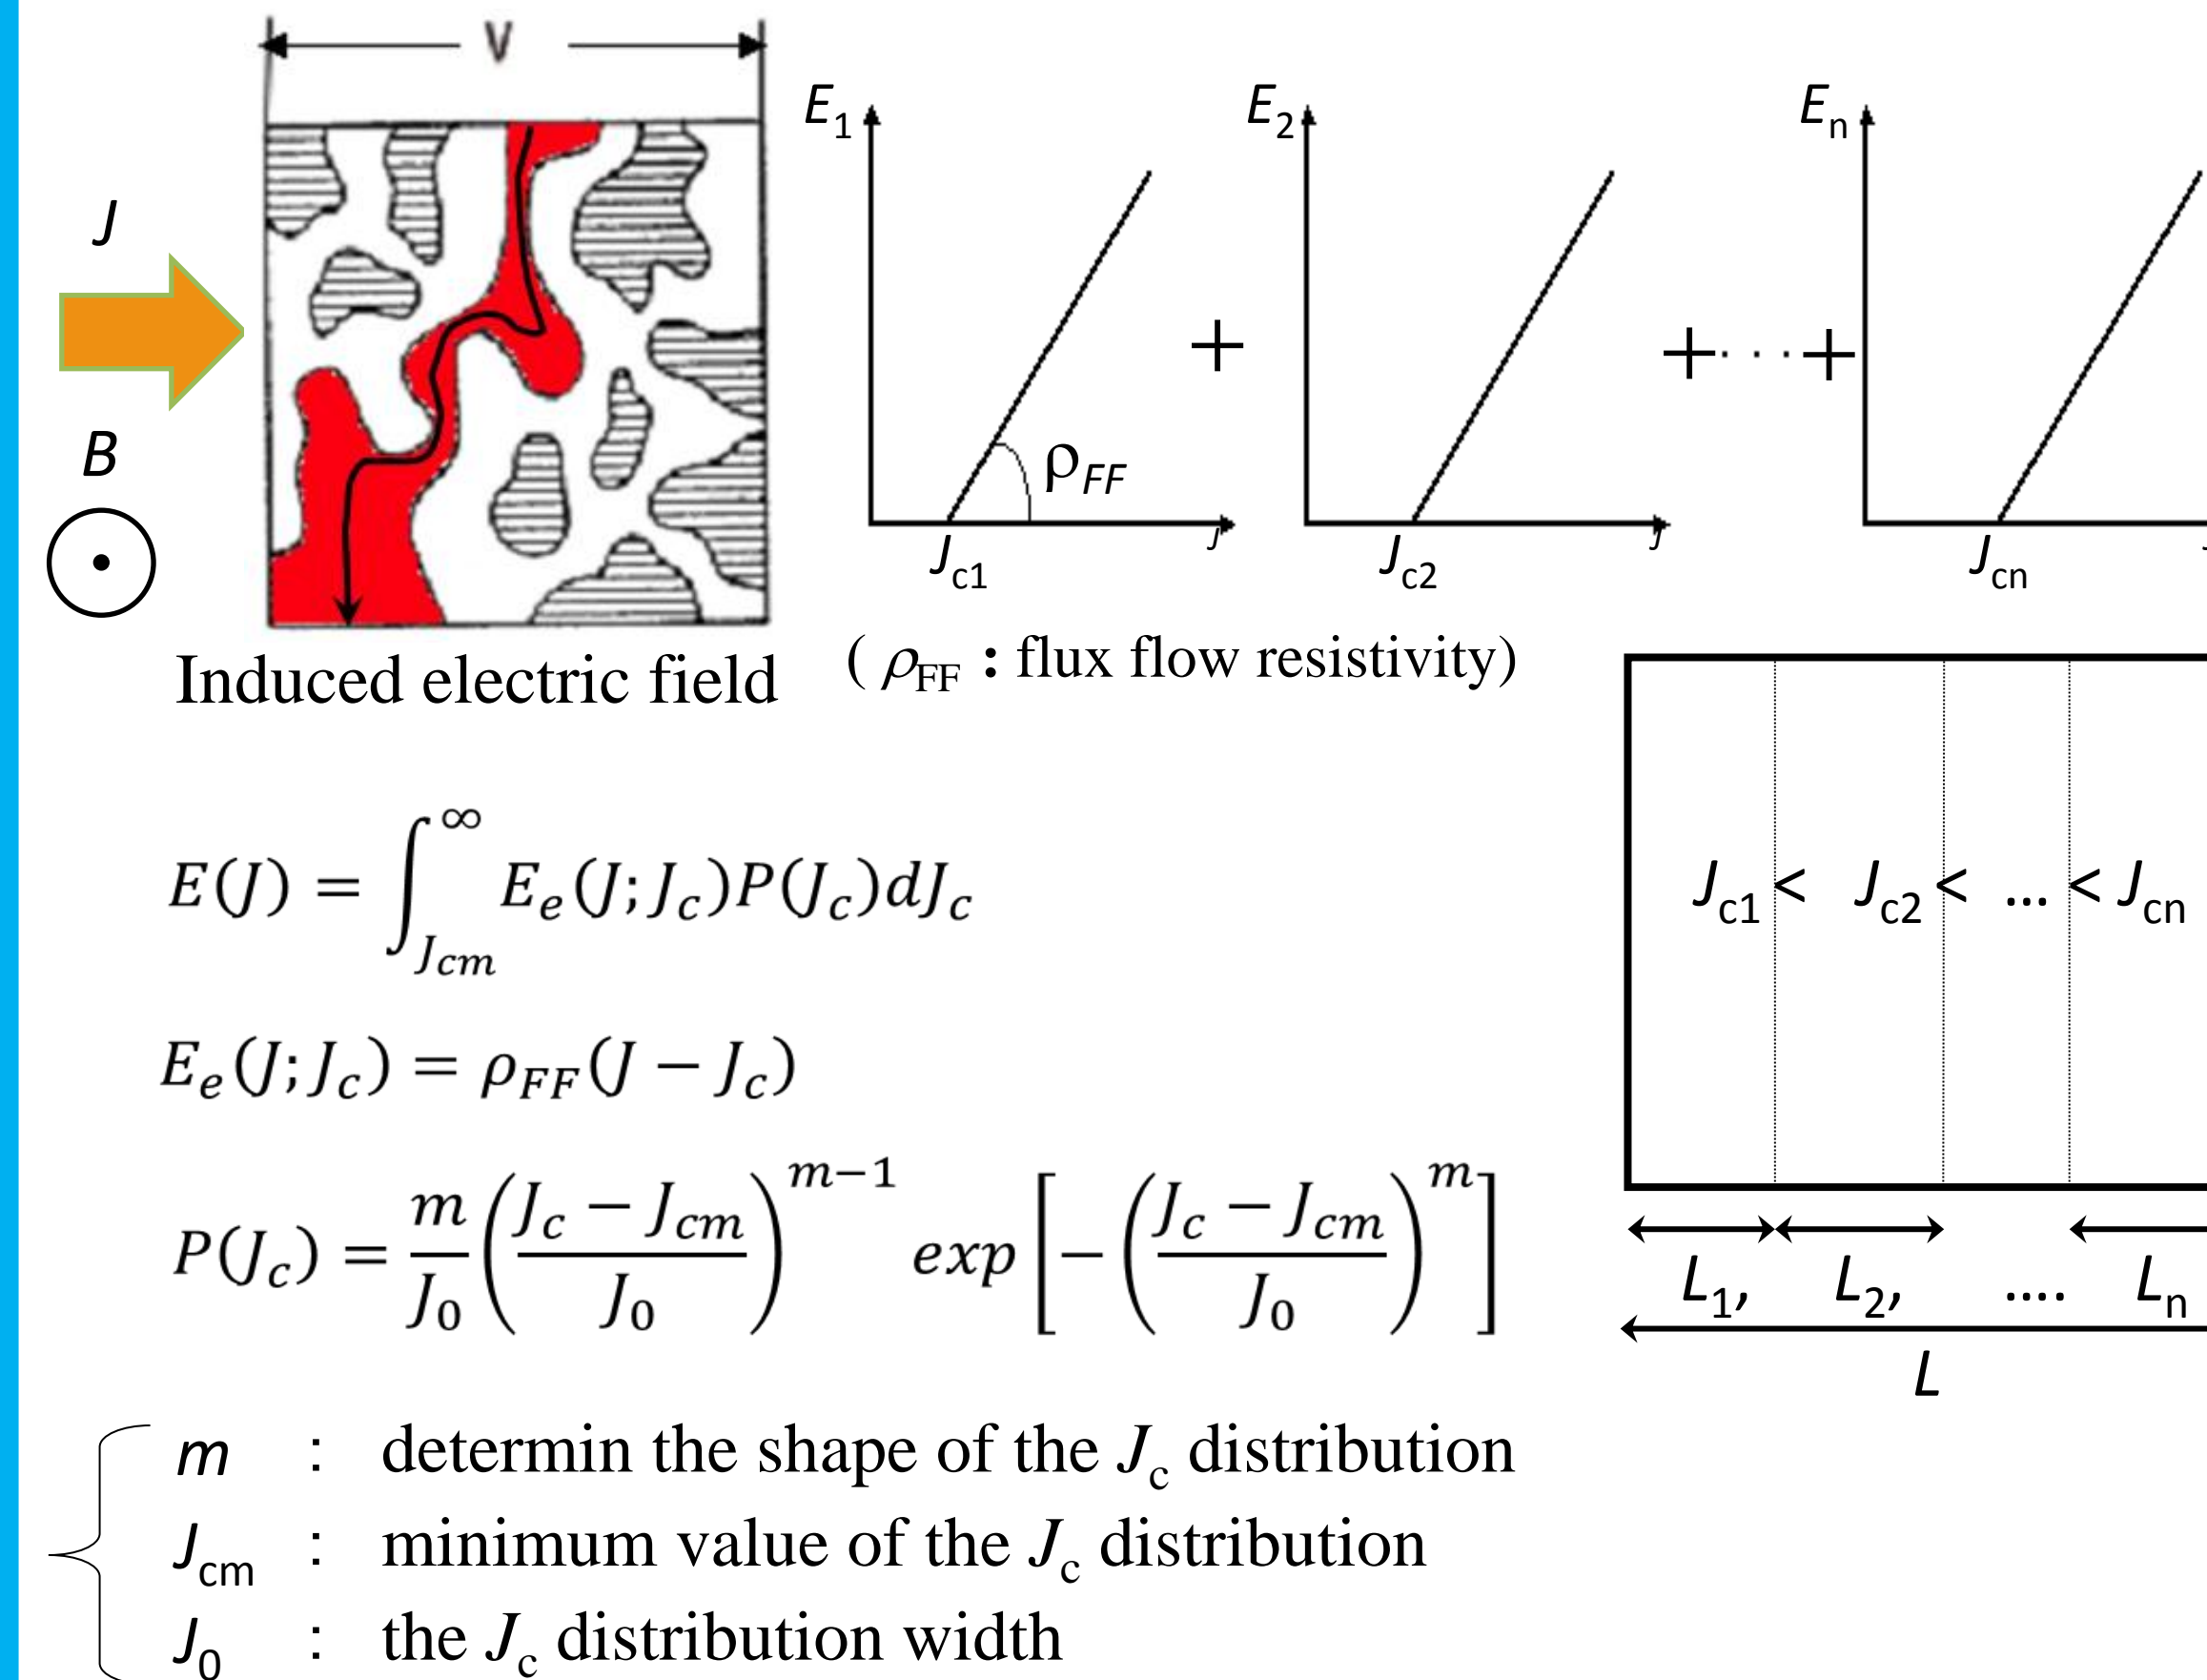 V
J
B
E1
E2
En
+
+···+
ρFF
J
J
Jc1
Jc2
Jcn
Induced electric field
( ρFF : flux flow resistivity)
E(J) = ∫_{Jcm}^{∞} Ee(J; Jc)P(Jc)dJc
Ee(J; Jc) = ρFF(J − Jc)
P(Jc) = m/J0 ((Jc − Jcm)/J0)^{m−1} exp[−((Jc − Jcm)/J0)^m]
Jc1 < Jc2 < ... < Jcn
L1, L2, .... Ln
L
m : determin the shape of the Jc distribution
Jcm : minimum value of the Jc distribution
J0 : the Jc distribution width